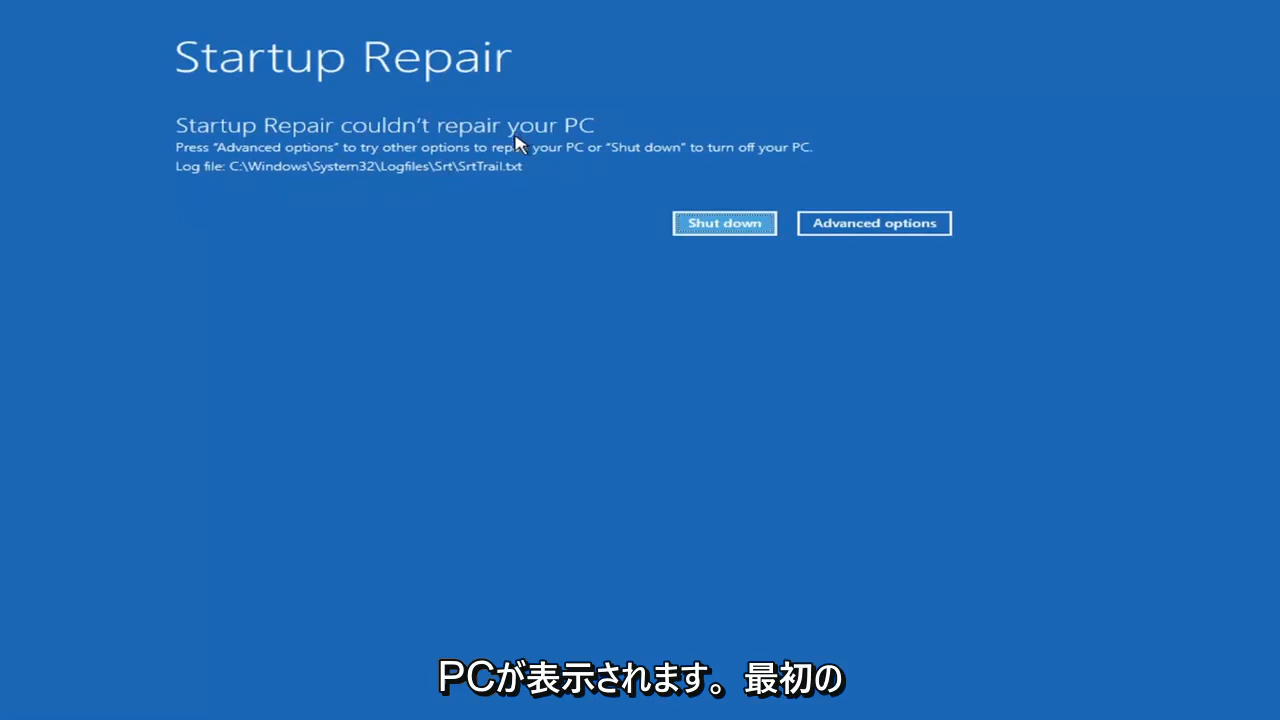 Startup Repair
Startup Repair couldn't repair your PC
Press "Advanced options" to try other options to repair your PC or "Shut down" to turn off your PC.
Log file: C:\Windows\System32\Logfiles\Srt\SrtTrail.txt
Shut down
Advanced options
PCが表示されます。最初の